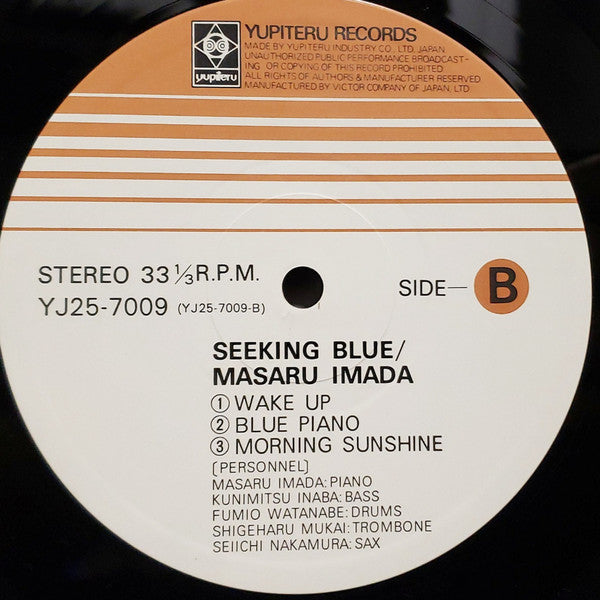 yupiteru
YUPITERU RECORDS
MADE BY YUPITERU INDUSTRY CO., LTD. JAPAN
UNAUTHORIZED PUBLIC PERFORMANCE BROADCAST-
ING OR COPYING OF THIS RECORD PROHIBITED
ALL RIGHTS OF AUTHORS & MANUFACTURER RESERVED
MANUFACTURED BY VICTOR COMPANY OF JAPAN, LTD.
STEREO 33 1/3 R.P.M.
YJ25-7009 (YJ25-7009-B)
SIDE—B
SEEKING BLUE/
MASARU IMADA
① WAKE UP
② BLUE PIANO
③ MORNING SUNSHINE
[PERSONNEL]
MASARU IMADA: PIANO
KUNIMITSU INABA: BASS
FUMIO WATANABE: DRUMS
SHIGEHARU MUKAI: TROMBONE
SEIICHI NAKAMURA: SAX